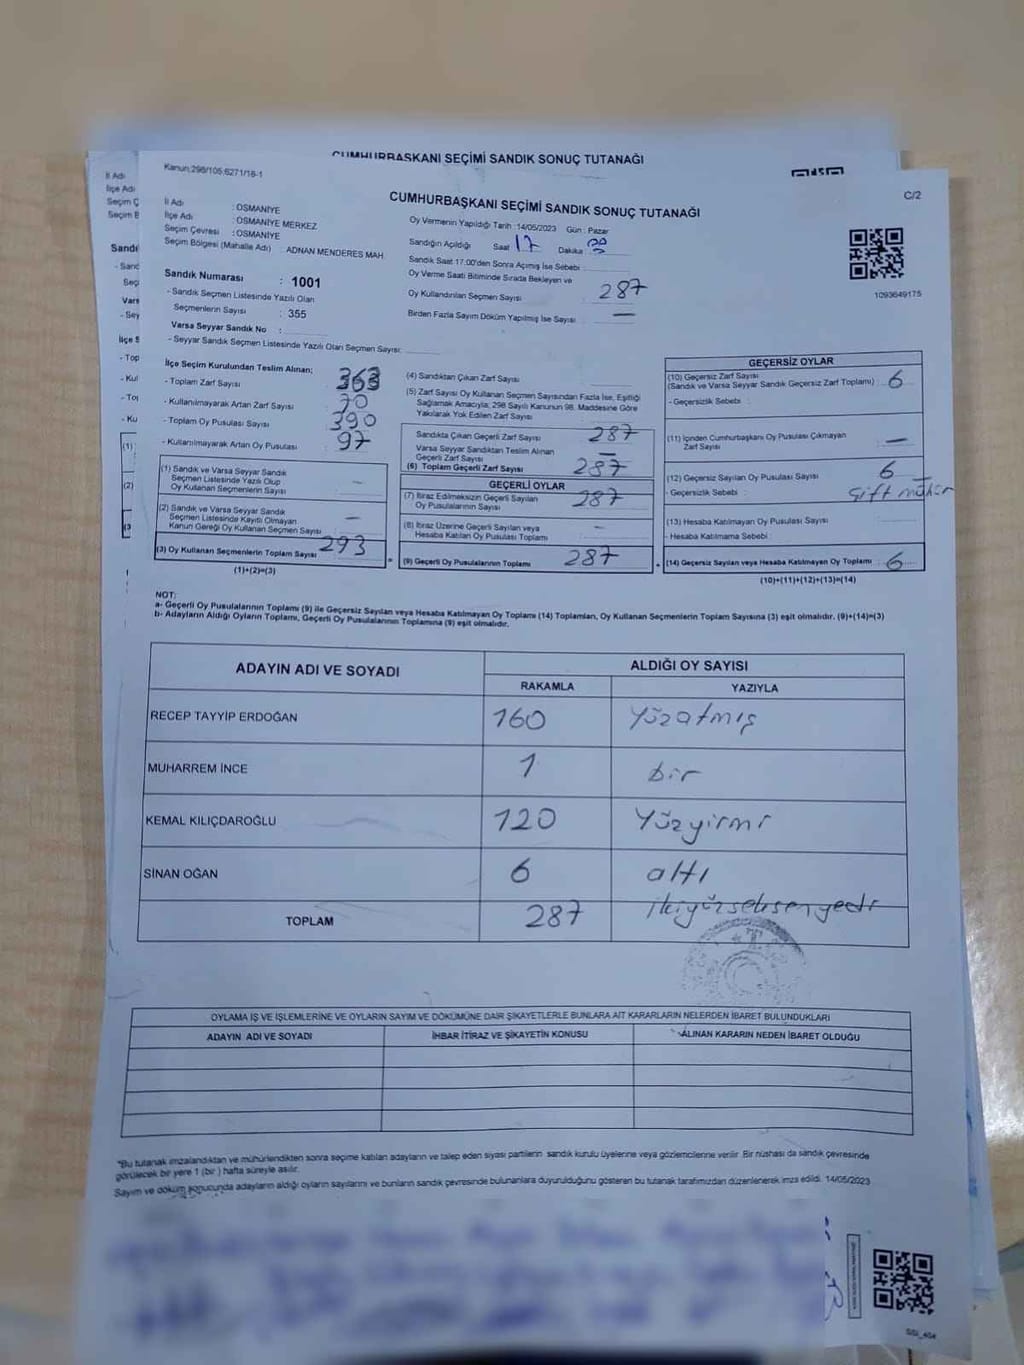 CUMHURBAŞKANI SEÇİMİ SANDIK SONUÇ TUTANAĞI
Kanun:298/105.6271/18-1
C/2
CUMHURBAŞKANI SEÇİMİ SANDIK SONUÇ TUTANAĞI
İl Adı : OSMANİYE
İlçe Adı : OSMANİYE MERKEZ
Seçim Çevresi : OSMANİYE
Seçim Bölgesi (Mahalle Adı) : ADNAN MENDERES MAH.
Sandık Numarası : 1001
- Sandık Seçmen Listesinde Yazılı Olan
Seçmenlerin Sayısı : 355
Varsa Seyyar Sandık No :
- Seyyar Sandık Seçmen Listesinde Yazılı Olan Seçmen Sayısı:
Oy Vermenin Yapıldığı Tarih :14/05/2023 Gün : Pazar
Sandığın Açıldığı Saat 17 Dakika
Sandık Saat 17:00'den Sonra Açılmış İse Sebebi :
Oy Verme Saati Bitiminde Sırada Bekleyen ve
Oy Kullandırılan Seçmen Sayısı 287
Birden Fazla Sayım Döküm Yapılmış İse Sayısı : —
1093649175
İlçe Seçim Kurulundan Teslim Alınan;
- Toplam Zarf Sayısı : 363
- Kullanılmayarak Artan Zarf Sayısı : 70
- Toplam Oy Pusulası Sayısı : 390
- Kullanılmayarak Artan Oy Pusulası : 97
(1) Sandık ve Varsa Seyyar Sandık
Seçmen Listesinde Yazılı Olup
Oy Kullanan Seçmenlerin Sayısı : —
(2) Sandık ve Varsa Seyyar Sandık
Seçmen Listesinde Kayıtlı Olmayan
Kanun Gereği Oy Kullanan Seçmen Sayısı : —
(3) Oy Kullanan Seçmenlerin Toplam Sayısı : 293
(1)+(2)=(3)
(4) Sandıktan Çıkan Zarf Sayısı
(5) Zarf Sayısı Oy Kullanan Seçmen Sayısından Fazla İse, Eşitliği
Sağlamak Amacıyla; 298 Sayılı Kanunun 98. Maddesine Göre
Yakılarak Yok Edilen Zarf Sayısı
Sandıkta Çıkan Geçerli Zarf Sayısı 287
Varsa Seyyar Sandıktan Teslim Alınan
Geçerli Zarf Sayısı —
(6) Toplam Geçerli Zarf Sayısı 287
GEÇERLİ OYLAR
(7) İtiraz Edilmeksizin Geçerli Sayılan
Oy Pusulalarının Sayısı : 287
(8) İtiraz Üzerine Geçerli Sayılan veya
Hesaba Katılan Oy Pusulası Toplamı : —
(9) Geçerli Oy Pusulalarının Toplamı : 287
GEÇERSİZ OYLAR
(10) Geçersiz Zarf Sayısı
(Sandık ve Varsa Seyyar Sandık Geçersiz Zarf Toplamı) : 6
- Geçersizlik Sebebi :
(11) İçinden Cumhurbaşkanı Oy Pusulası Çıkmayan
Zarf Sayısı : —
(12) Geçersiz Sayılan Oy Pusulası Sayısı : 6
- Geçersizlik Sebebi : Çift mühür
(13) Hesaba Katılmayan Oy Pusulası Sayısı :
- Hesaba Katılmama Sebebi :
(14) Geçersiz Sayılan veya Hesaba Katılmayan Oy Toplamı : 6
(10)+(11)+(12)+(13)=(14)
NOT:
a- Geçerli Oy Pusulalarının Toplamı (9) ile Geçersiz Sayılan veya Hesaba Katılmayan Oy Toplamı (14) Toplamları, Oy Kullanan Seçmenlerin Toplam Sayısına (3) eşit olmalıdır. (9)+(14)=(3)
b- Adayların Aldığı Oyların Toplamı, Geçerli Oy Pusulalarının Toplamına (9) eşit olmalıdır.
ADAYIN ADI VE SOYADI ALDIĞI OY SAYISI
RAKAMLA YAZIYLA
RECEP TAYYİP ERDOĞAN 160 Yüzatmış
MUHARREM İNCE 1 bir
KEMAL KILIÇDAROĞLU 120 Yüzyirmi
SİNAN OĞAN 6 altı
TOPLAM 287 ikiyüzseksenyedi
OYLAMA İŞ VE İŞLEMLERİNE VE OYLARIN SAYIM VE DÖKÜMÜNE DAİR ŞİKAYETLERLE BUNLARA AİT KARARLARIN NELERDEN İBARET BULUNDUKLARI
ADAYIN ADI VE SOYADI İHBAR İTİRAZ VE ŞİKAYETİN KONUSU ALINAN KARARIN NEDEN İBARET OLDUĞU
*Bu tutanak imzalandıktan ve mühürlendikten sonra seçime katılan adayların ve talep eden siyasi partilerin sandık kurulu üyelerine veya gözlemcilerine verilir. Bir nüshası da sandık çevresinde
görülecek bir yere 1 (bir) hafta süreyle asılır.
Sayım ve döküm sonucunda adayların aldığı oyların sayılarını ve bunların sandık çevresinde bulunanlara duyurulduğunu gösteren bu tutanak tarafımızdan düzenlenerek imza edildi. 14/05/2023